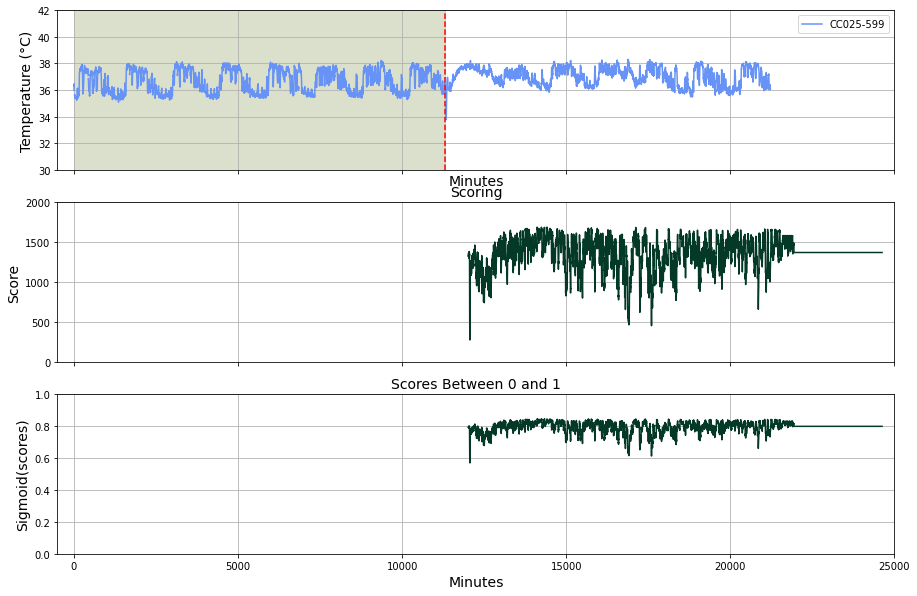 42
40
38
36
34
32
30
Temperature (°C)
CC025-599
Minutes
Scoring
2000
1500
1000
500
0
Score
Scores Between 0 and 1
1.0
0.8
0.6
0.4
0.2
0.0
Sigmoid(scores)
0 5000 10000 15000 20000 25000
Minutes